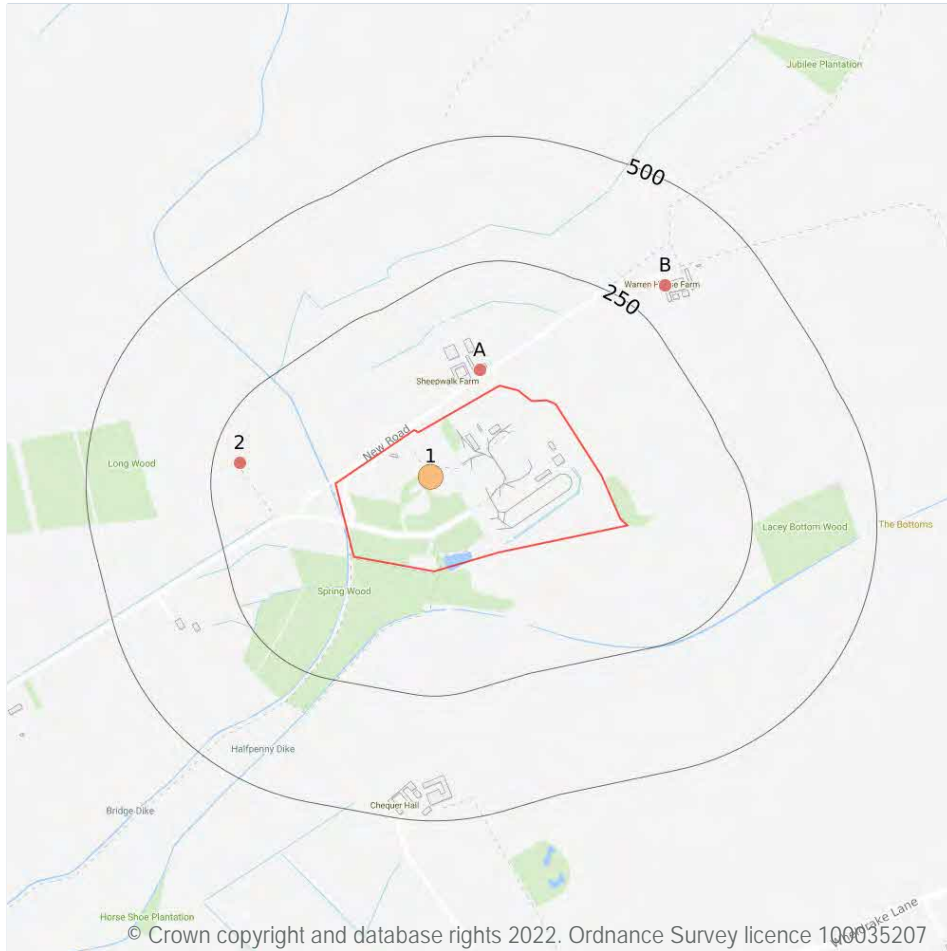 Jubilee Plantation
500
B
Warren House Farm
250
A
Sheepwalk Farm
New Road
2
Long Wood
1
Lacey Bottom Wood
The Bottoms
Spring Wood
Halfpenny Dike
Bridge Dike
Chequer Hall
Horse Shoe Plantation
Lane
© Crown copyright and database rights 2022. Ordnance Survey licence 100035207